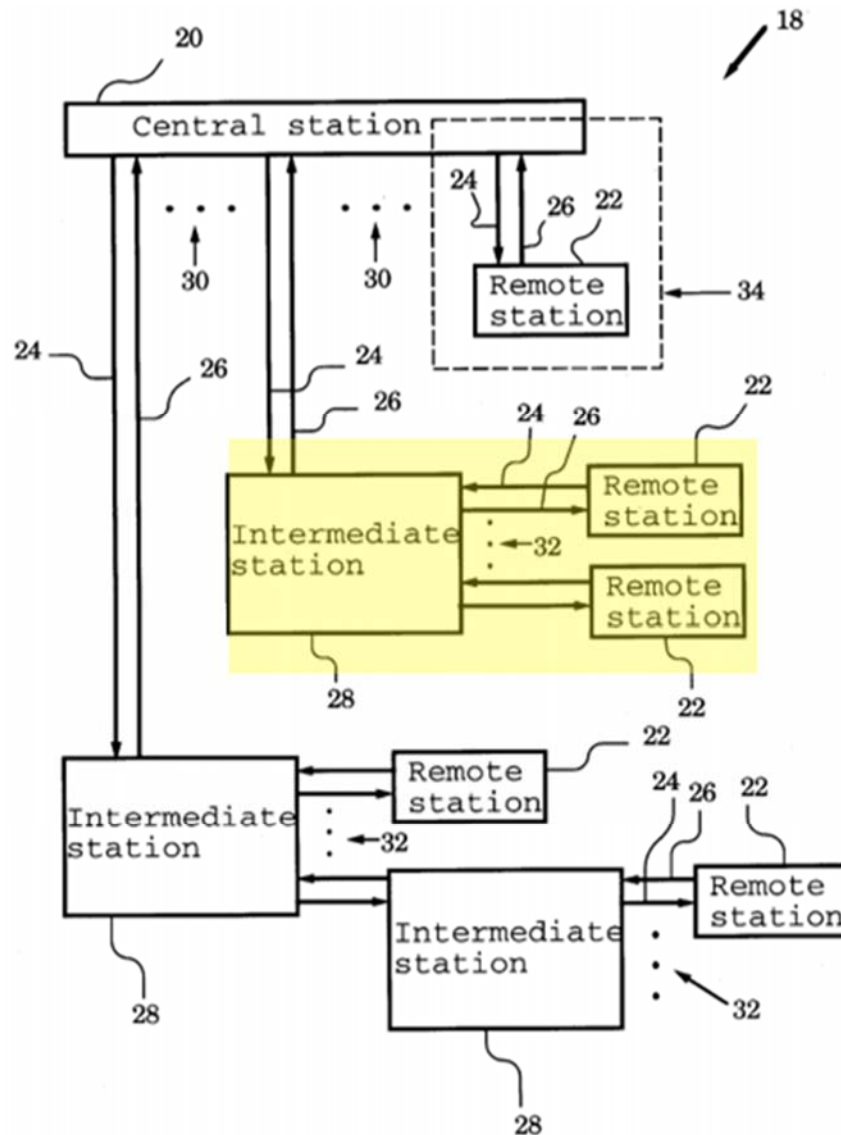 18
20
Central station
24
26
22
30
30
Remote
station
34
24
26
24
26
22
24
26
Remote
station
Intermediate
station
32
Remote
station
28
22
22
Remote
station
24
26
22
Intermediate
station
32
Remote
station
Intermediate
station
28
32
28